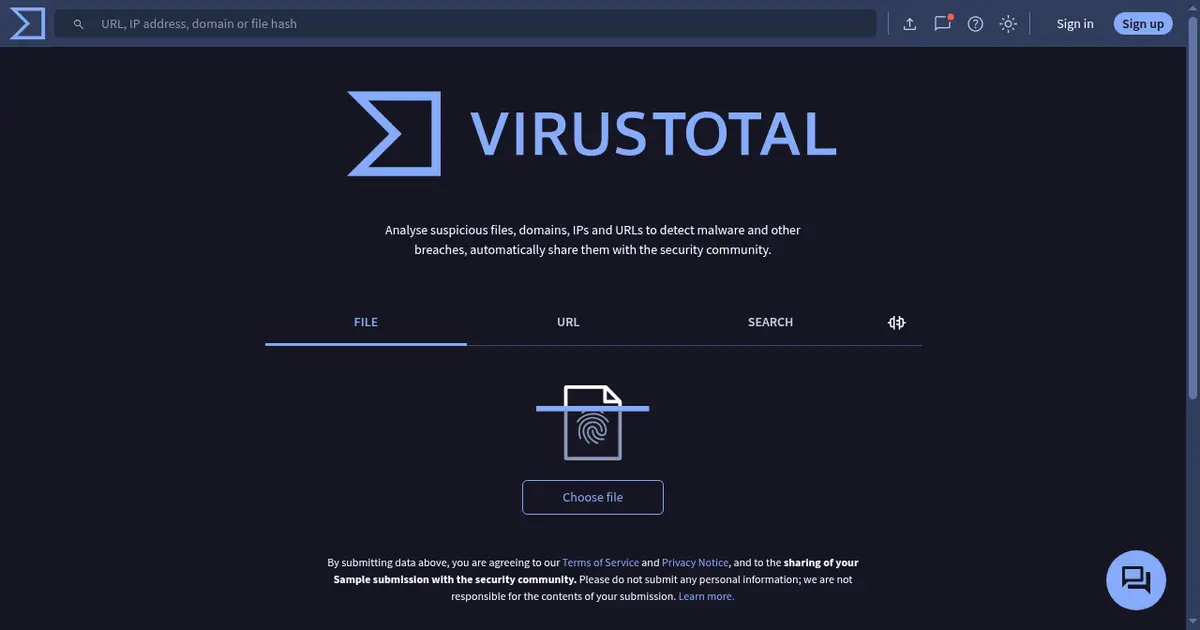 URL, IP address, domain or file hash
Sign in
Sign up
VIRUSTOTAL
Analyse suspicious files, domains, IPs and URLs to detect malware and other
breaches, automatically share them with the security community.
FILE
URL
SEARCH
Choose file
By submitting data above, you are agreeing to our Terms of Service and Privacy Notice, and to the sharing of your
Sample submission with the security community. Please do not submit any personal information; we are not
responsible for the contents of your submission. Learn more.